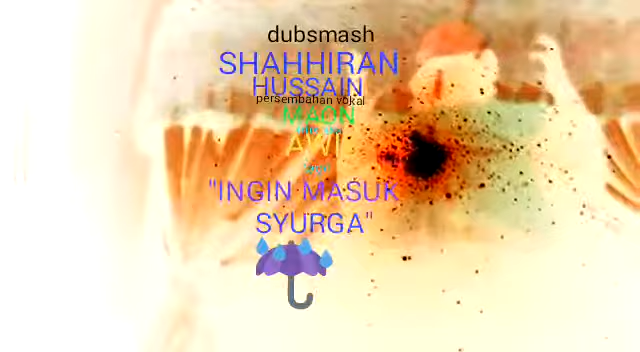 dubsmash
SHAHHIRAN
HUSSAIN
persembahan vokal
MAON
AWI
"INGIN MASUK
SYURGA"